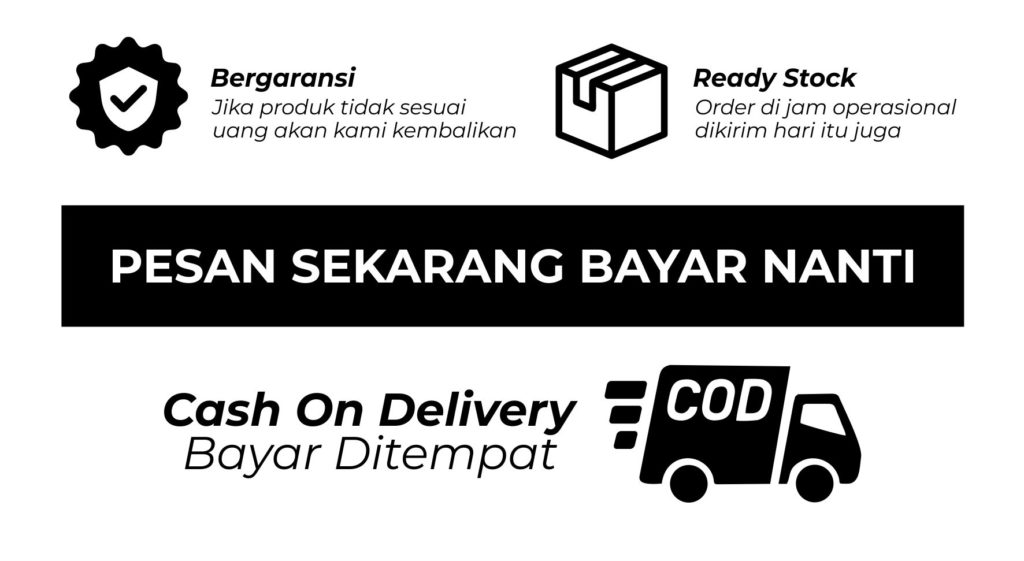 Bergaransi
Jika produk tidak sesuai
uang akan kami kembalikan
Ready Stock
Order di jam operasional
dikirim hari itu juga
PESAN SEKARANG BAYAR NANTI
Cash On Delivery
Bayar Ditempat
COD